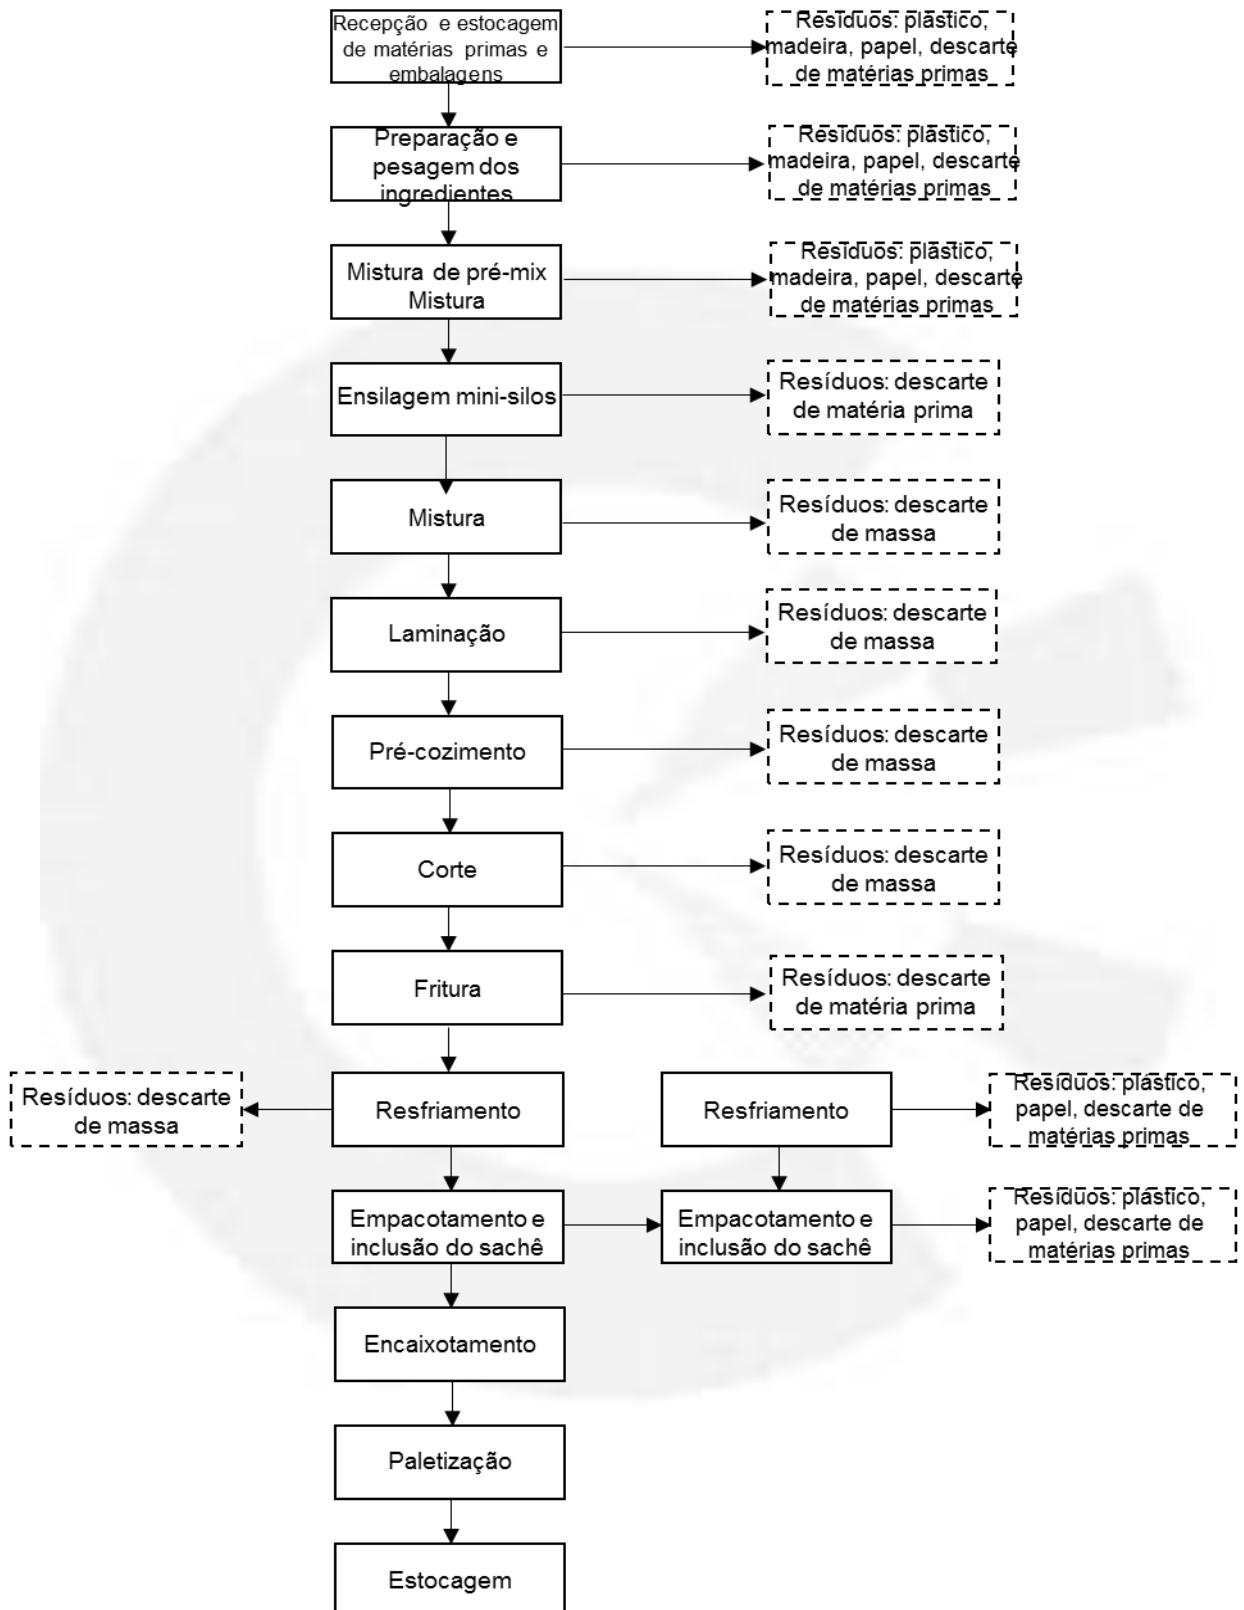 Recepção e estocagem
de matérias primas e
embalagens
Resíduos: plástico,
madeira, papel, descarte
de matérias primas
Preparação e
pesagem dos
ingredientes
Resíduos: plástico,
madeira, papel, descarte
de matérias primas
Mistura de pré-mix
Mistura
Resíduos: plástico,
madeira, papel, descarte
de matérias primas
Ensilagem mini-silos
Resíduos: descarte
de matéria prima
Mistura
Resíduos: descarte
de massa
Laminação
Resíduos: descarte
de massa
Pré-cozimento
Resíduos: descarte
de massa
Corte
Resíduos: descarte
de massa
Fritura
Resíduos: descarte
de matéria prima
Resíduos: descarte
de massa
Resfriamento
Resfriamento
Resíduos: plástico,
papel, descarte de
matérias primas
Empacotamento e
inclusão do sachê
Empacotamento e
inclusão do sachê
Resíduos: plástico,
papel, descarte de
matérias primas
Encaixotamento
Paletização
Estocagem